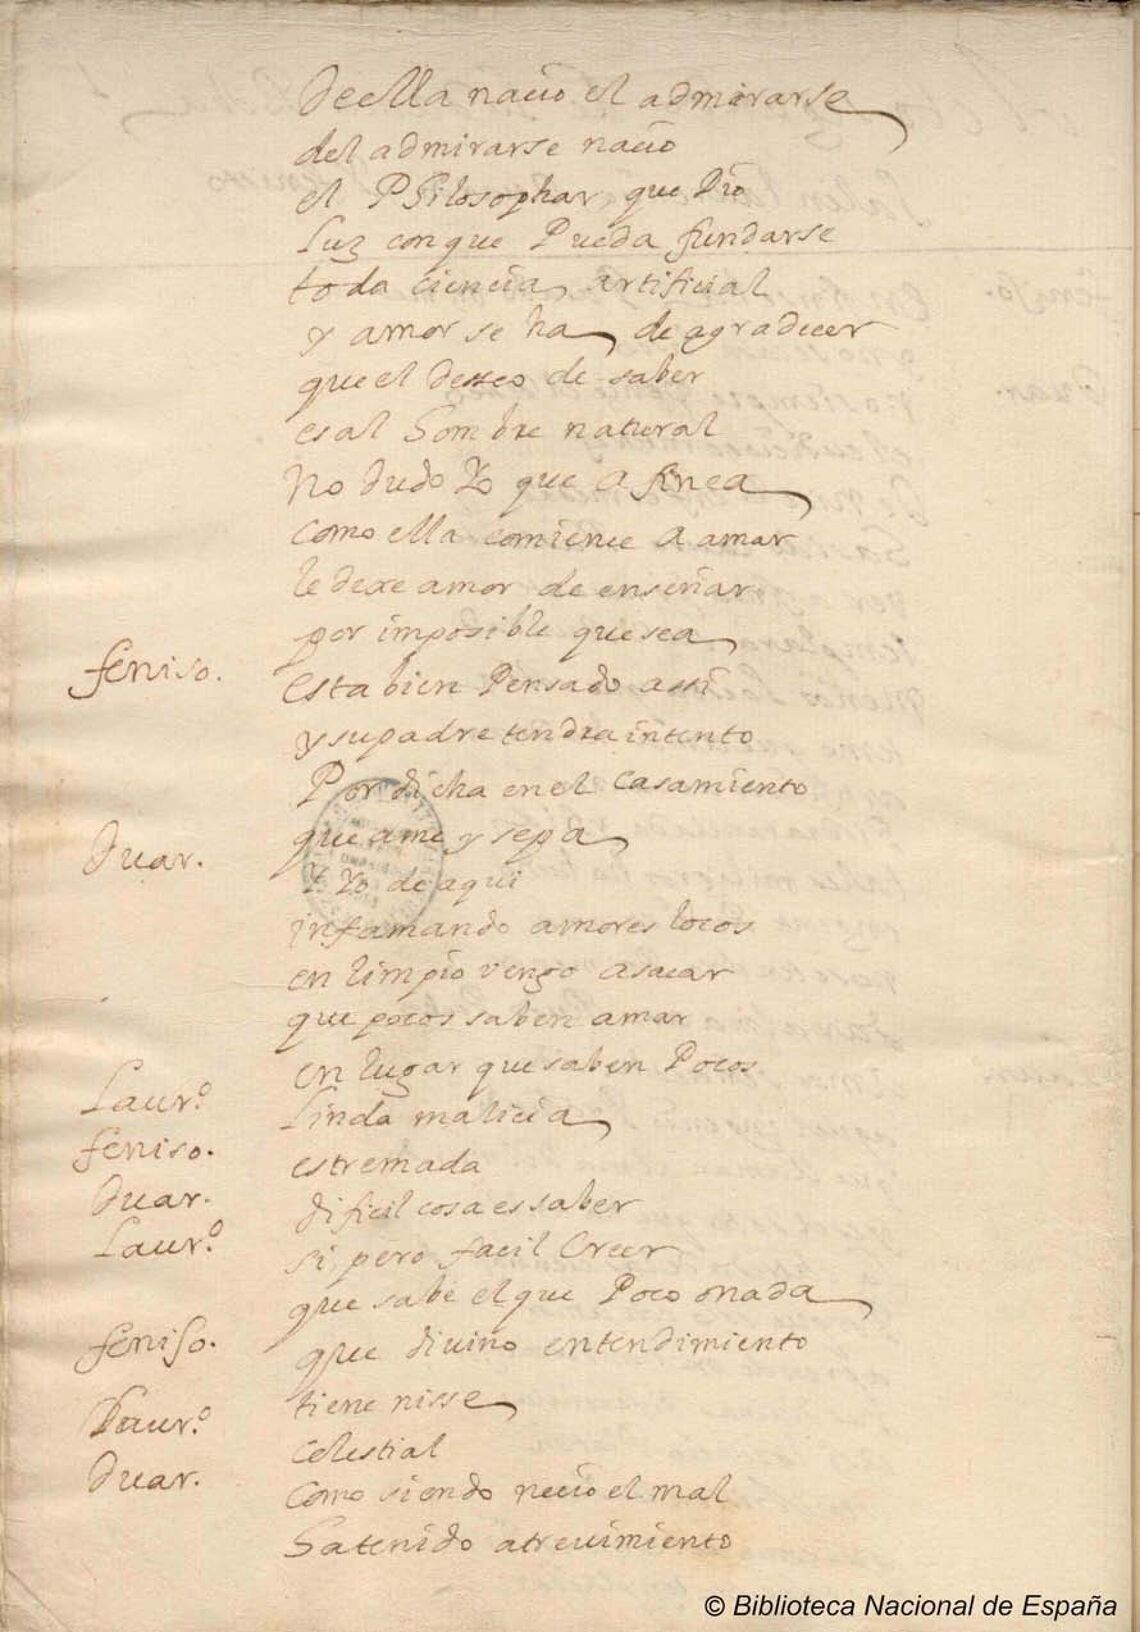 de ella nacio el admirarse
del admirarse nacio
el Philosophar, que dio
luz con que Pueda fundarse
toda ciencia artificial
y amor se ha de agradecer
que el desseo de saber
es al hombre natural
No dudo Yo que a finea
como ella comience a amar
le dexe amor de enseñar
por imposible que sea
feniso. esta bien Pensado assi
y su padre tendra intento
Por dicha en el casamiento
que ame y sepa
Duar. Y Yo de aqui
infamando amores locos
en limpio vengo a sacar
que pocos saben amar
en lugar que saben Pocos
Laur.º Linda malicia
feniso. estremada
Duar. dificil cosa es saber
Laur.º si, pero facil Creer
que sabe el que Poco o nada
feniso. que diuino entendimiento
tiene nisse
Laur.º celestial
Duar. como siendo necio el mal
ha tenido atreuimiento
© Biblioteca Nacional de España